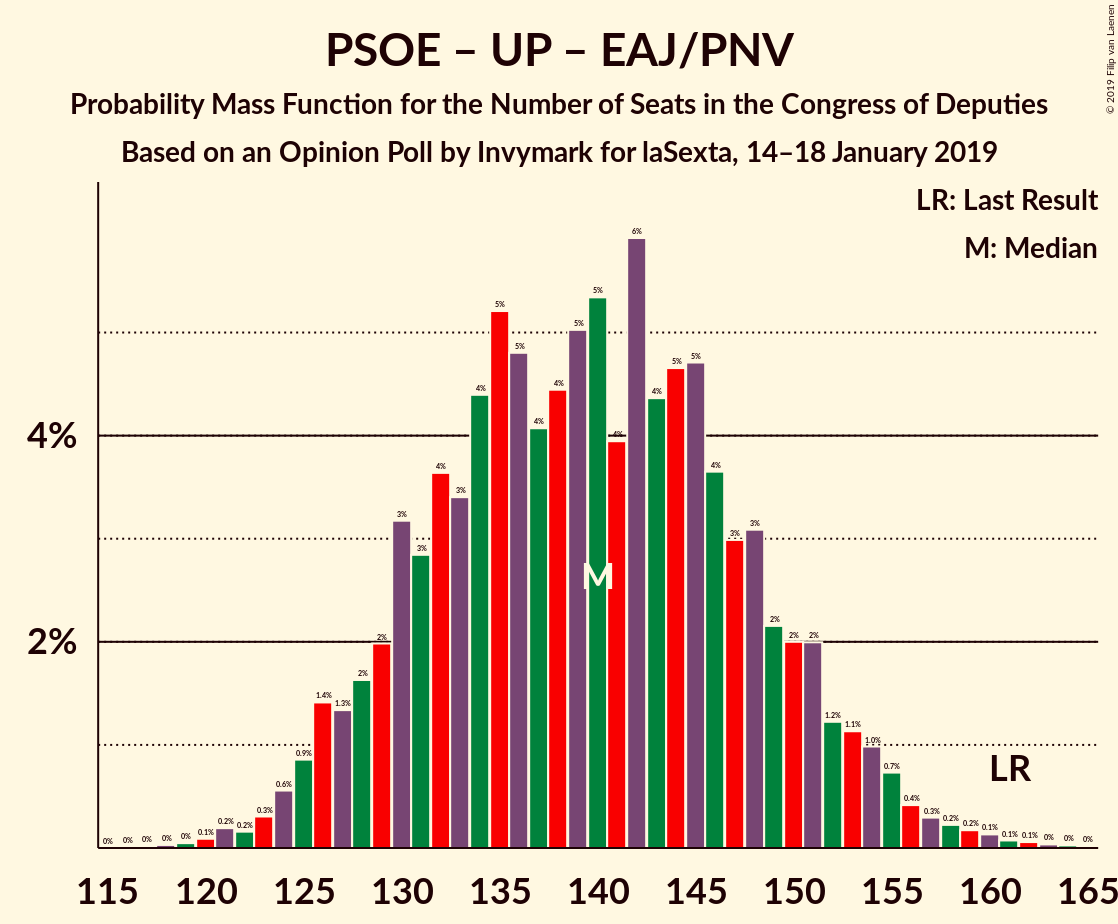 PSOE – UP – EAJ/PNV
Probability Mass Function for the Number of Seats in the Congress of Deputies
Based on an Opinion Poll by Invymark for laSexta, 14–18 January 2019
© 2019 Filip van Laenen
LR: Last Result
M: Median
4%
2%
0% 0% 0% 0% 0% 0.1% 0.2% 0.2% 0.3% 0.6% 0.9% 1.4% 1.3% 2% 2% 3% 3% 4% 3% 4% 5% 5% 4% 4% 5% 5% 4% 6% 4% 5% 5% 4% 3% 3% 2% 2% 2% 1.2% 1.1% 1.0% 0.7% 0.4% 0.3% 0.2% 0.2% 0.1% 0.1% 0.1% 0% 0% 0%
M
LR
115 120 125 130 135 140 145 150 155 160 165